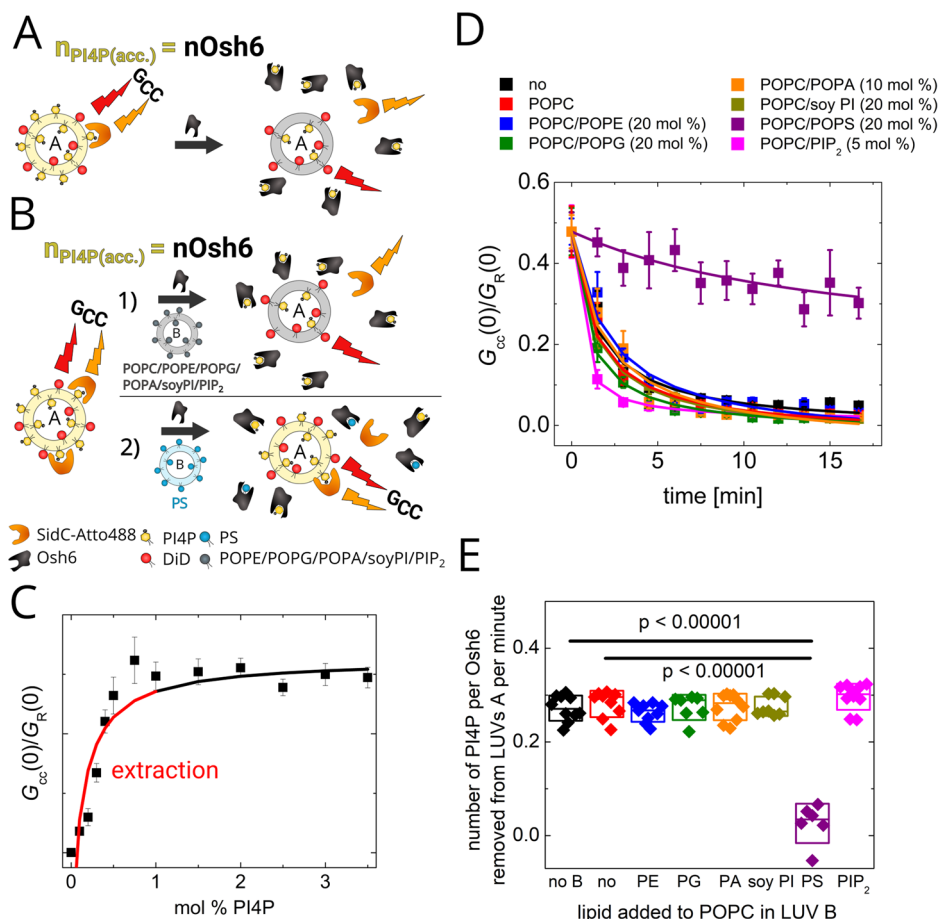 A
nPI4P(acc.) = nOsh6
GCC
A
A
B
nPI4P(acc.) = nOsh6
GCC
A
1)
B
POPC/POPE/POPG/
POPA/soyPI/PIP2
A
2)
B
PS
A
GCC
SidC-Atto488
PI4P
PS
Osh6
DiD
POPE/POPG/POPA/soyPI/PIP2
C
Gcc(0)/GR(0)
extraction
0
1
2
3
mol % PI4P
D
no
POPC
POPC/POPE (20 mol %)
POPC/POPG (20 mol %)
POPC/POPA (10 mol %)
POPC/soy PI (20 mol %)
POPC/POPS (20 mol %)
POPC/PIP2 (5 mol %)
Gcc(0)/GR(0)
0.6
0.4
0.2
0.0
0
5
10
15
time [min]
E
number of PI4P per Osh6
removed from LUVs A per minute
p < 0.00001
p < 0.00001
0.4
0.2
0.0
no B
no
PE
PG
PA
soy PI
PS
PIP2
lipid added to POPC in LUV B